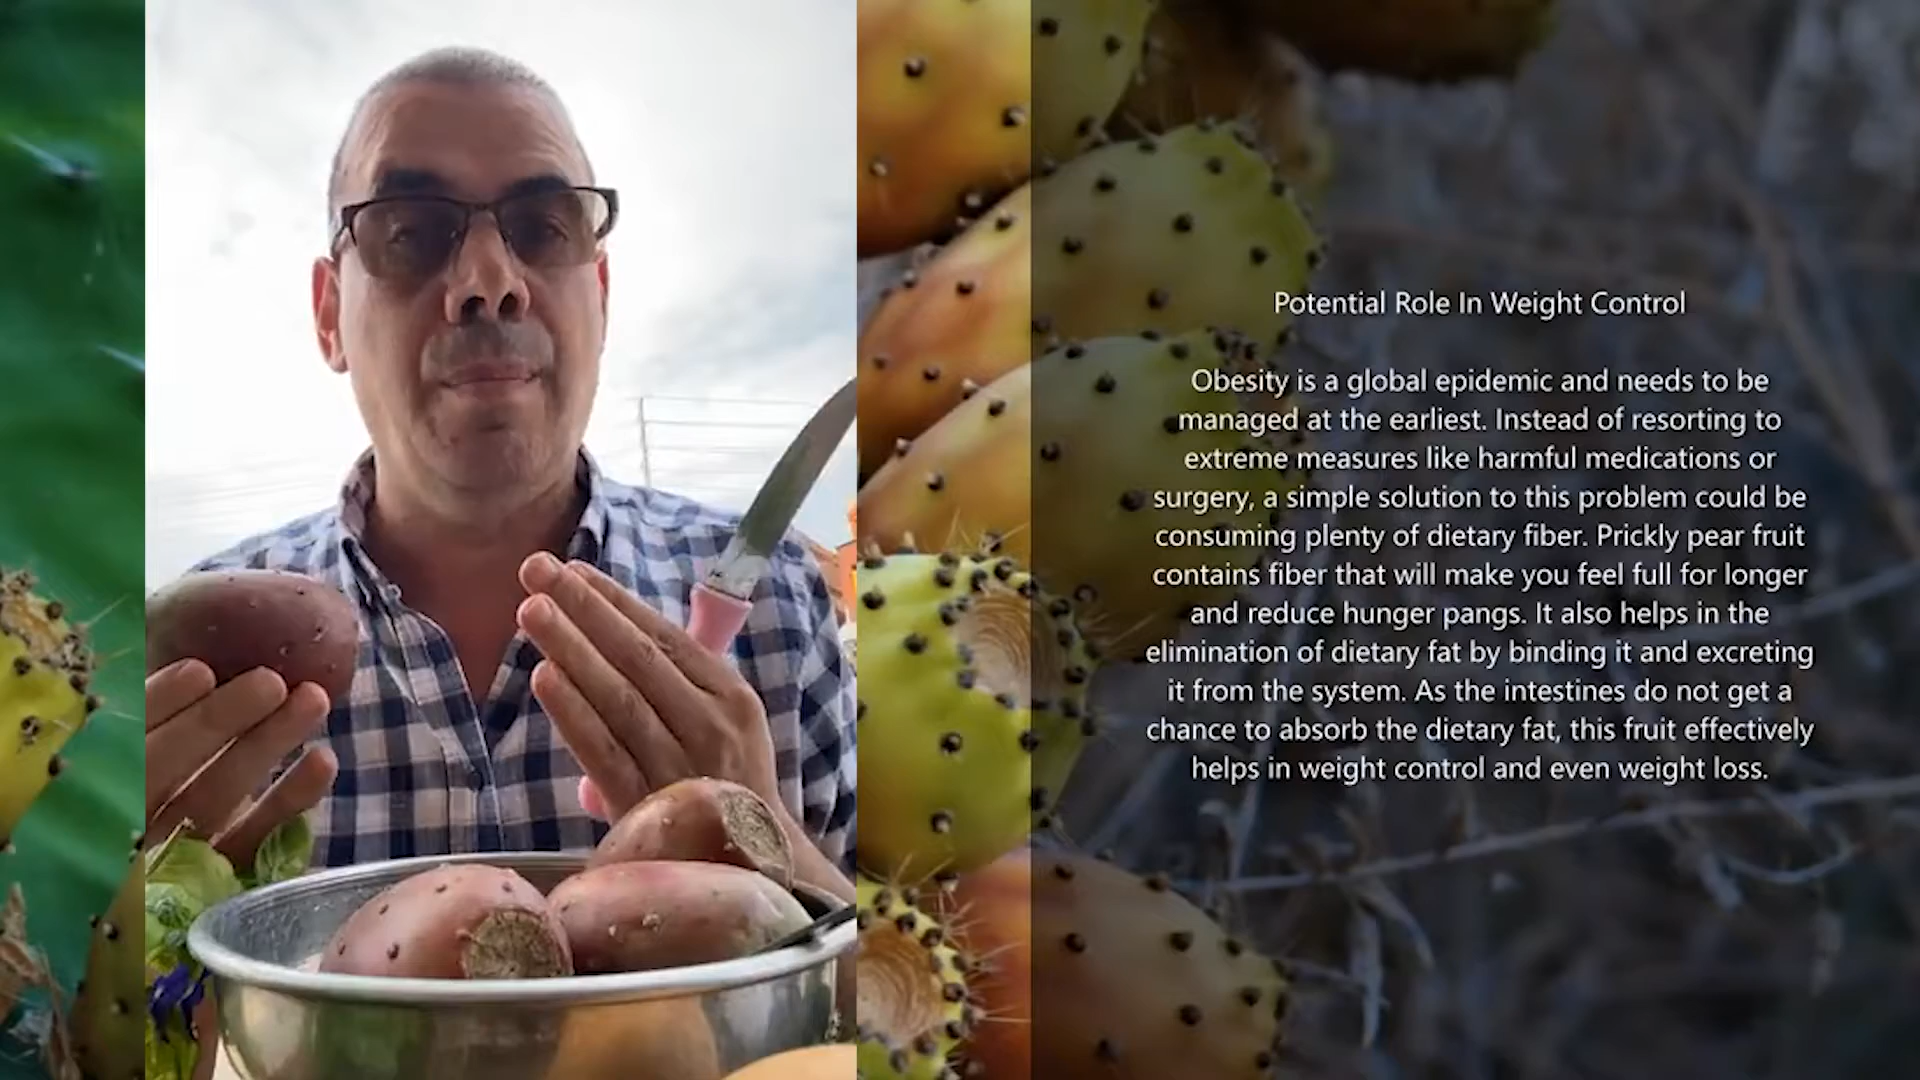 Potential Role In Weight Control
Obesity is a global epidemic and needs to be
managed at the earliest. Instead of resorting to
extreme measures like harmful medications or
surgery, a simple solution to this problem could be
consuming plenty of dietary fiber. Prickly pear fruit
contains fiber that will make you feel full for longer
and reduce hunger pangs. It also helps in the
elimination of dietary fat by binding it and excreting
it from the system. As the intestines do not get a
chance to absorb the dietary fat, this fruit effectively
helps in weight control and even weight loss.